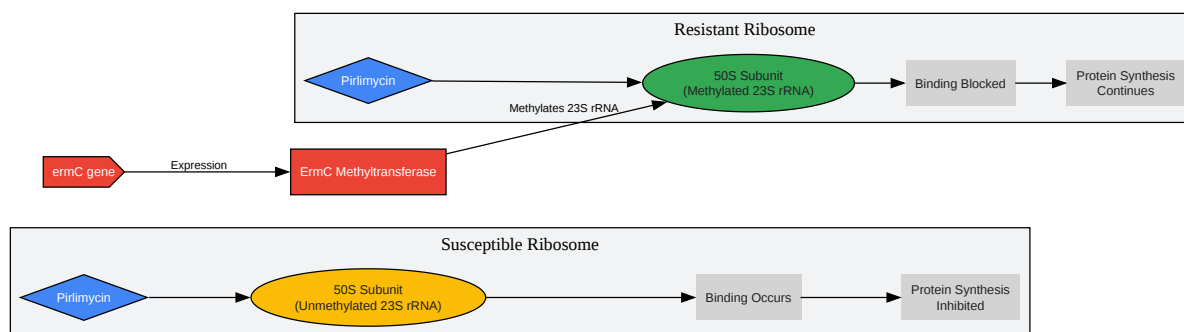 Resistant Ribosome
Pirlimycin
50S Subunit
(Methylated 23S rRNA)
Binding Blocked
Protein Synthesis
Continues
Methylates 23S rRNA
ermC gene
Expression
ErmC Methyltransferase
Susceptible Ribosome
Pirlimycin
50S Subunit
(Unmethylated 23S rRNA)
Binding Occurs
Protein Synthesis
Inhibited